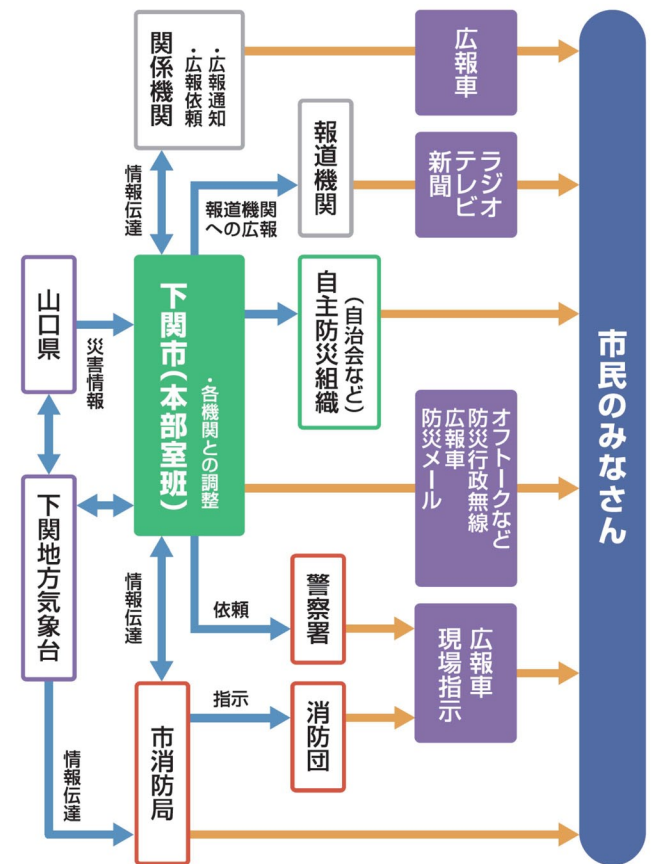 関係機関
・広報通知
・広報依頼
広報車
情報伝達
報道機関
への広報
報道機関
ラジオ
テレビ
新聞
山口県
災害情報
下関市(本部室班)
・各機関との調整
自主防災組織
(自治会など)
オフトークなど
防災行政無線
広報車
防災メール
下関地方気象台
情報伝達
依頼
警察署
広報車
現場指示
指示
消防団
市消防局
情報伝達
市民のみなさん